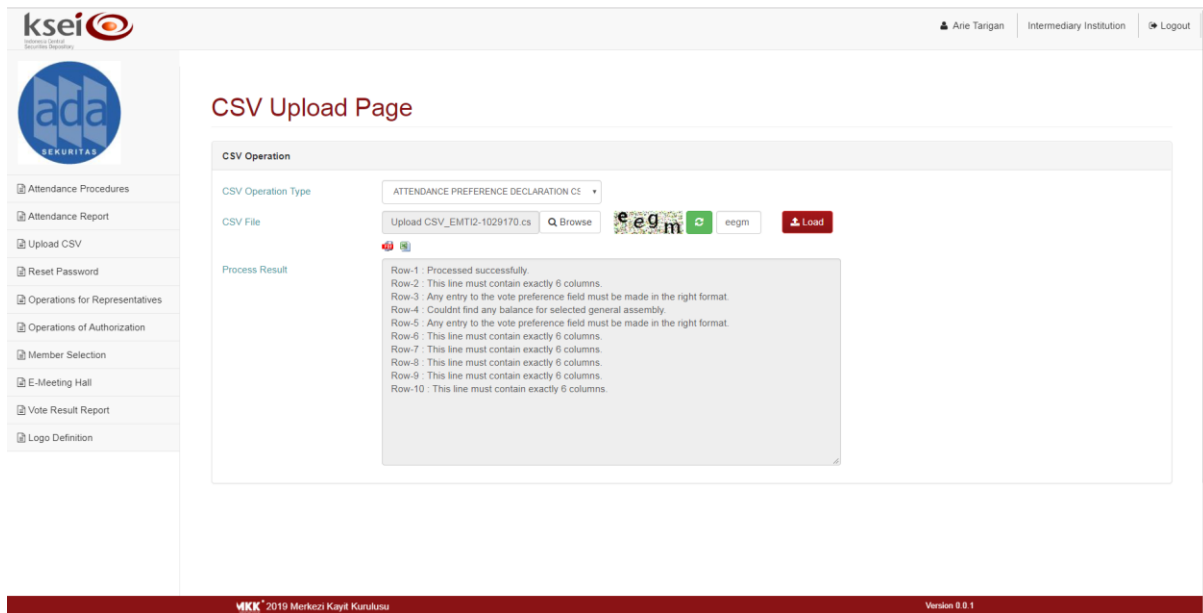 ksei
Indonesia Central
Securities Depository
Arie Tarigan
Intermediary Institution
Logout
ada
SEKURITAS
Attendance Procedures
Attendance Report
Upload CSV
Reset Password
Operations for Representatives
Operations of Authorization
Member Selection
E-Meeting Hall
Vote Result Report
Logo Definition
CSV Upload Page
CSV Operation
CSV Operation Type
ATTENDANCE PREFERENCE DECLARATION CS
CSV File
Upload CSV_EMTI2-1029170.cs
Browse
eegm
eegm
Load
Process Result
Row-1 : Processed successfully.
Row-2 : This line must contain exactly 6 columns.
Row-3 : Any entry to the vote preference field must be made in the right format.
Row-4 : Couldnt find any balance for selected general assembly.
Row-5 : Any entry to the vote preference field must be made in the right format.
Row-6 : This line must contain exactly 6 columns.
Row-7 : This line must contain exactly 6 columns.
Row-8 : This line must contain exactly 6 columns.
Row-9 : This line must contain exactly 6 columns.
Row-10 : This line must contain exactly 6 columns.
MKK 2019 Merkezi Kayit Kurulusu
Version 0.0.1